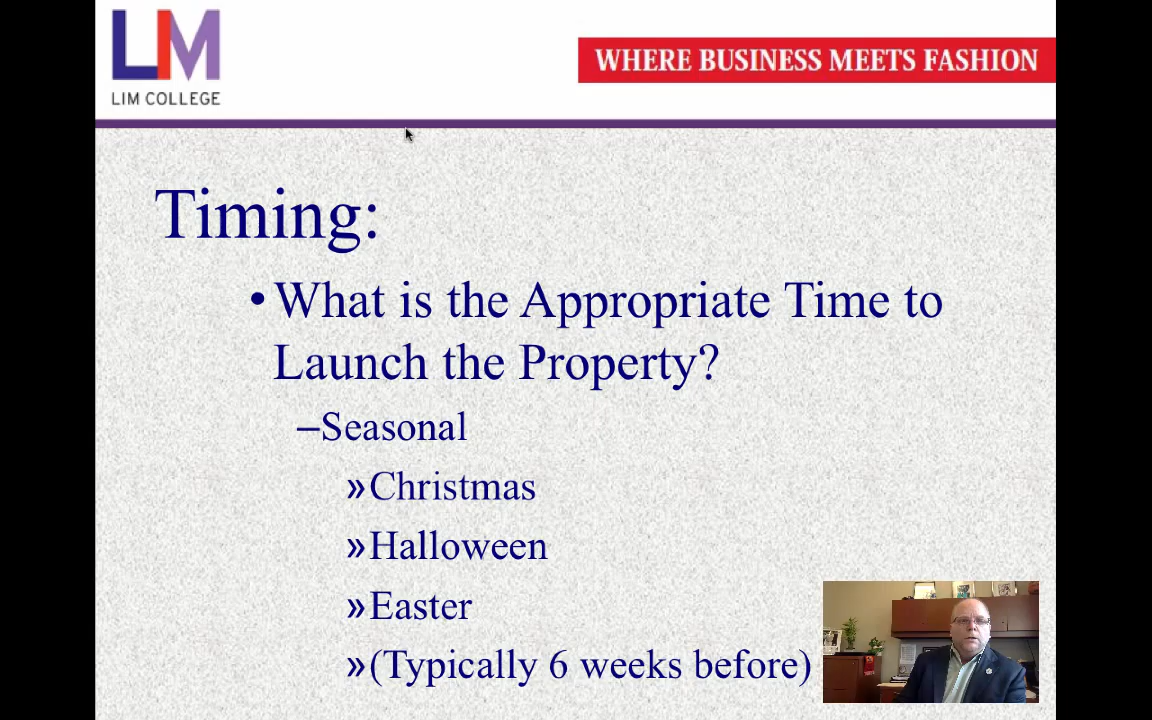 LIM
LIM COLLEGE
WHERE BUSINESS MEETS FASHION
Timing:
• What is the Appropriate Time to
Launch the Property?
–Seasonal
»Christmas
»Halloween
»Easter
»(Typically 6 weeks before)